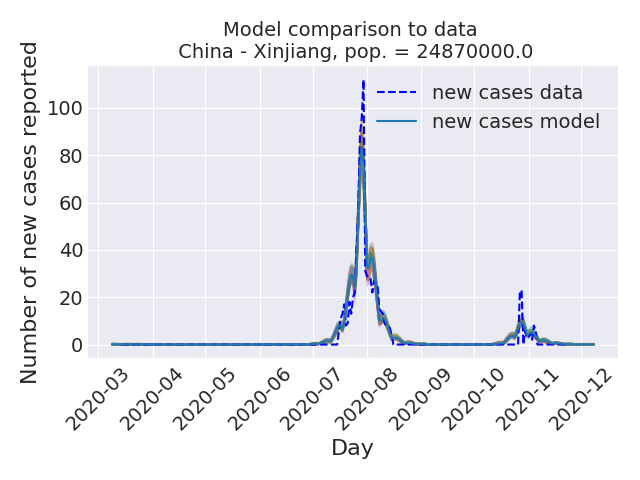 Model comparison to data
China - Xinjiang, pop. = 24870000.0
Number of new cases reported
100
80
60
40
20
0
new cases data
new cases model
2020-03
2020-04
2020-05
2020-06
2020-07
2020-08
2020-09
2020-10
2020-11
2020-12
Day